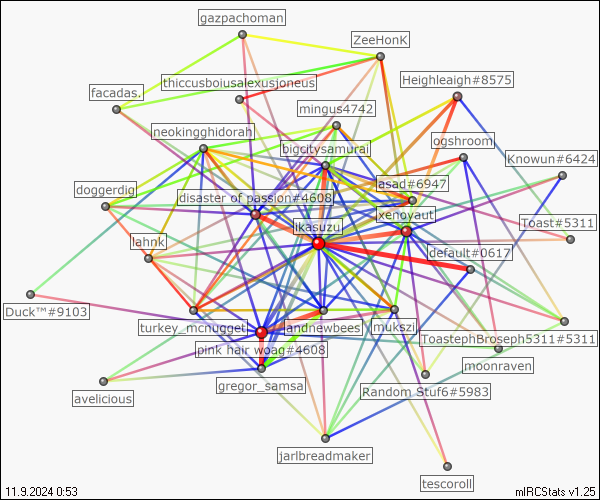 gazpachoman
ZeeHonK
thiccusboiusalexusjoneus
Heighleaigh#8575
facadas.
mingus4742
neokingghidorah
ogshroom
bigcitysamurai
Knowun#6424
asad#6947
doggerdig
disaster of passion#4608
xenoyaut
Toast#5311
ikasuzu
lahnk
default#0617
Duck™#9103
turkey_mcnugget
landnewbees
mukszi
ToastephBroseph5311#5311
pink hair woag#4608
moonraven
gregor_samsa
Random Stuf6#5983
avelicious
jarlbreadmaker
tescoroll
11.9.2024 0:53
mIRCStats v1.25